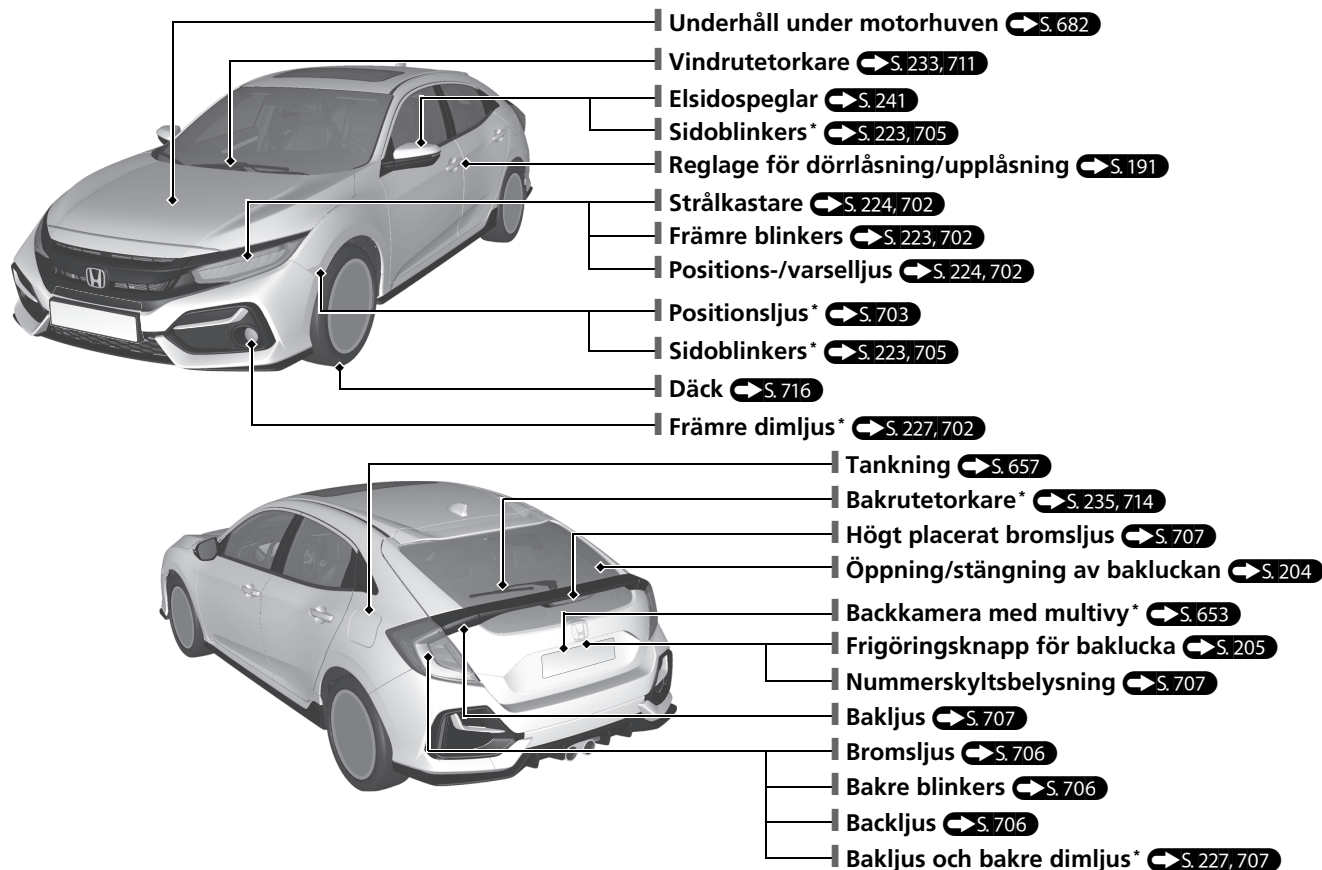 Underhåll under motorhuven S. 682
Vindrutetorkare S. 233, 711
Elsidospeglar S. 241
Sidoblinkers* S. 223, 705
Reglage för dörrlåsning/upplåsning S. 191
Strålkastare S. 224, 702
Främre blinkers S. 223, 702
Positions-/varselljus S. 224, 702
Positionsljus* S. 703
Sidoblinkers* S. 223, 705
Däck S. 716
Främre dimljus* S. 227, 702
Tankning S. 657
Bakrutetorkare* S. 235, 714
Högt placerat bromsljus S. 707
Öppning/stängning av bakluckan S. 204
Backkamera med multivy* S. 653
Frigöringsknapp för baklucka S. 205
Nummerskyltsbelysning S. 707
Bakljus S. 707
Bromsljus S. 706
Bakre blinkers S. 706
Backljus S. 706
Bakljus och bakre dimljus* S. 227, 707